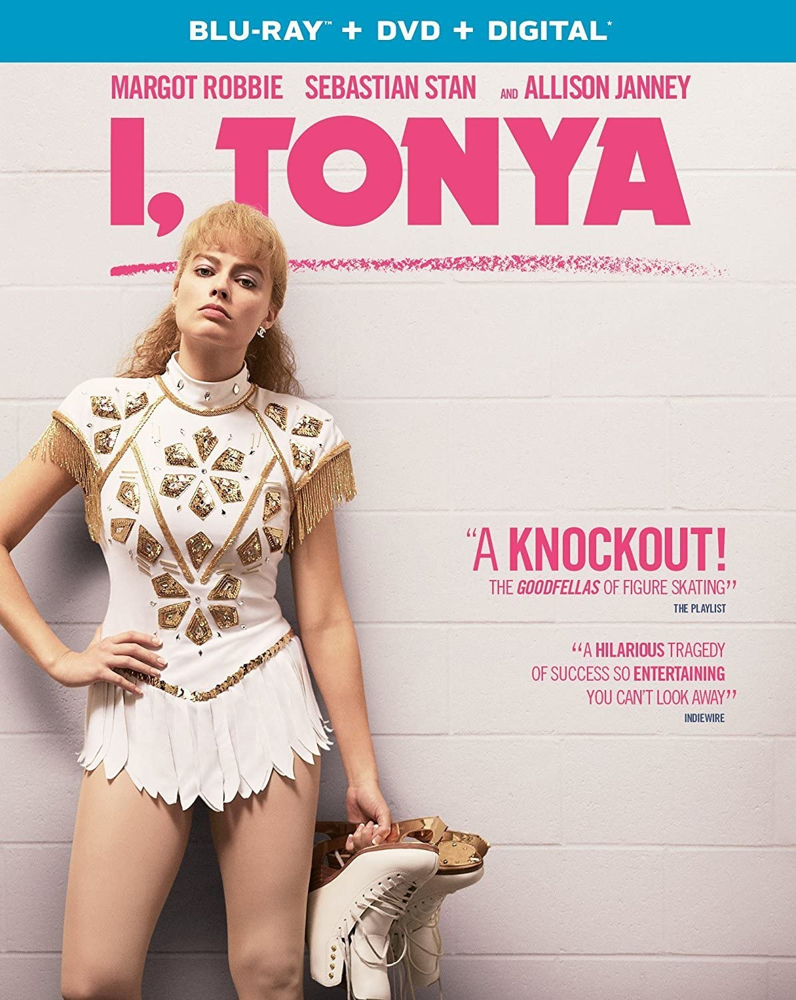 BLU-RAY™ + DVD + DIGITAL*
MARGOT ROBBIE SEBASTIAN STAN AND ALLISON JANNEY
I, TONYA
“A KNOCKOUT!
THE GOODFELLAS OF FIGURE SKATING”
THE PLAYLIST
“A HILARIOUS TRAGEDY
OF SUCCESS SO ENTERTAINING
YOU CAN'T LOOK AWAY”
INDIEWIRE